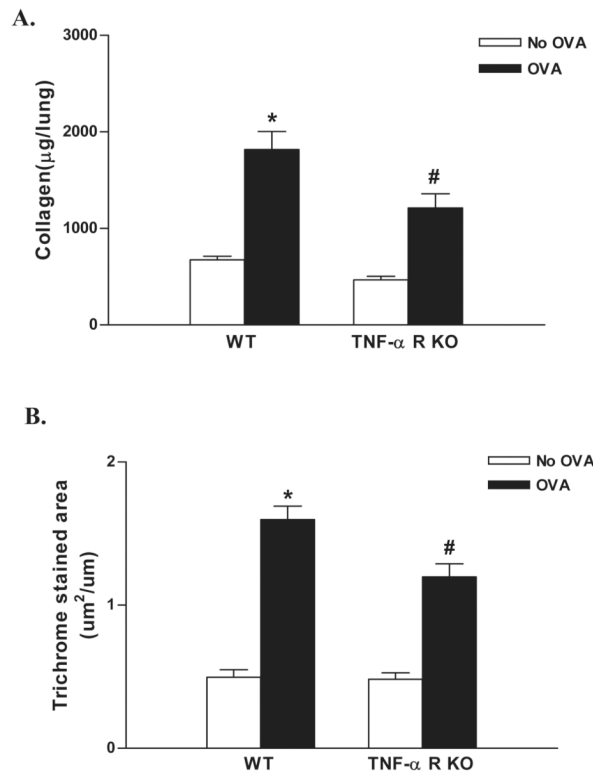 A.
3000
2000
1000
0
Collagen(µg/lung)
No OVA
OVA
*
#
WT
TNF-α R KO
B.
2
1
0
Trichrome stained area
(um²/um)
No OVA
OVA
*
#
WT
TNF-α R KO